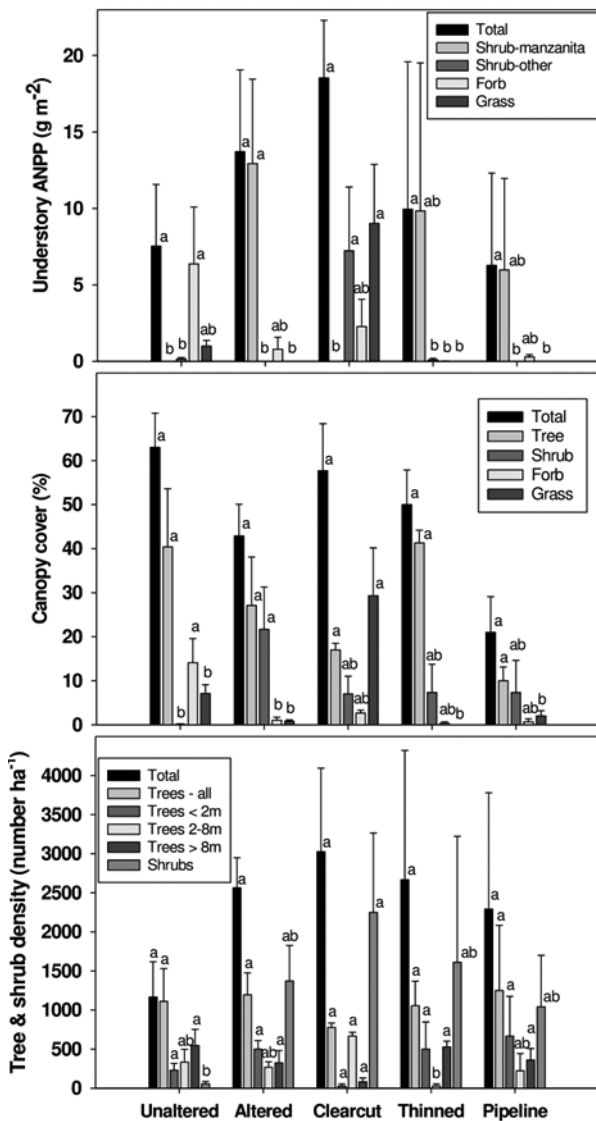 Understory ANPP (g m-2)
20
15
10
5
0
Total
Shrub-manzanita
Shrub-other
Forb
Grass
a b b a ab
a a b ab b
a b a ab a
a ab b b b
a ab b ab b
Canopy cover (%)
70
60
50
40
30
20
10
0
Total
Tree
Shrub
Forb
Grass
a a b a b
a a a b b
a a ab ab a
a a ab ab b
a a ab ab b
Tree & shrub density (number ha-1)
4000
3500
3000
2500
2000
1500
1000
500
0
Total
Trees - all
Trees < 2m
Trees 2-8m
Trees > 8m
Shrubs
a a a ab a b
a a a ab a ab
a a a a a a
a a a b a ab
a a a ab a ab
Unaltered Altered Clearcut Thinned Pipeline